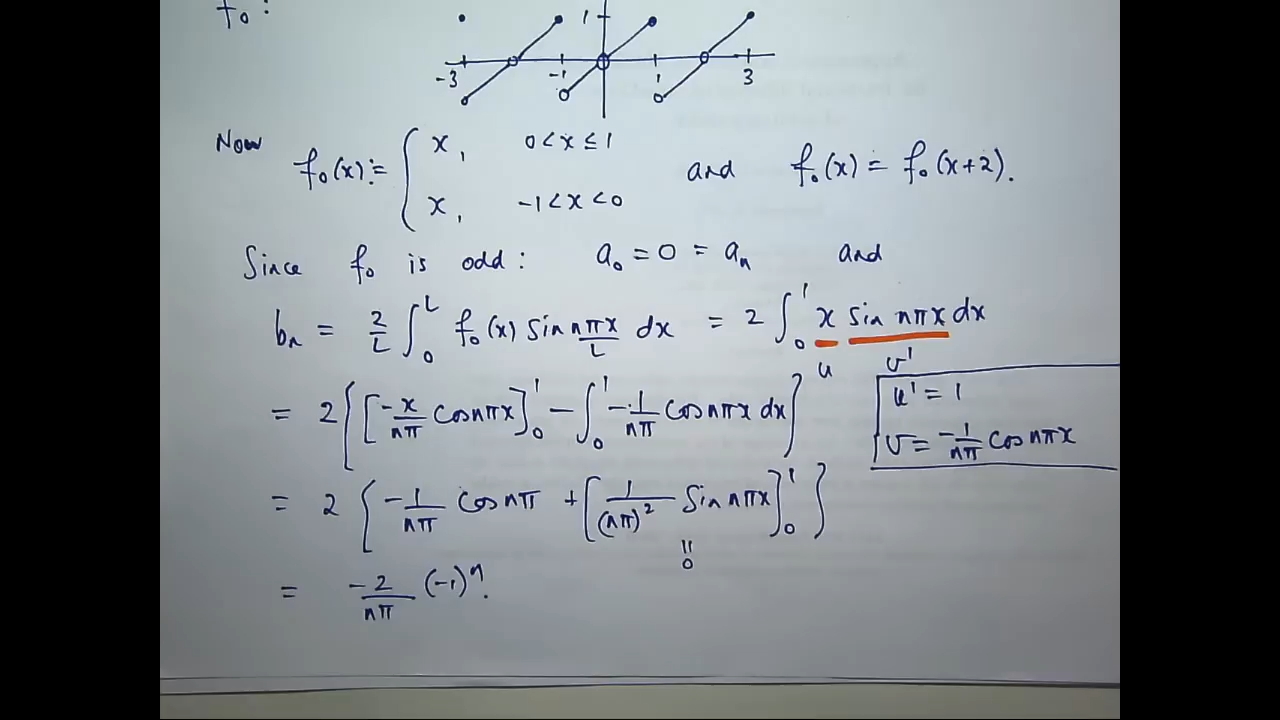 f₀ :
1
-3 -1 1 3
Now f₀(x):= { x, 0<x≤1 and f₀(x) = f₀(x+2).
x, -1<x<0
Since f₀ is odd : a₀ = 0 = aₙ and
bₙ = 2/L ∫₀ᴸ f₀(x) sin nπx/L dx = 2 ∫₀¹ x sin nπx dx
u v'
= 2 { [-x/nπ cos nπx]₀¹ - ∫₀¹ -1/nπ cos nπx dx }
u' = 1
v = -1/nπ cos nπx
= 2 { -1/nπ cos nπ + [1/(nπ)² sin nπx]₀¹ }
=
0
= -2/nπ (-1)ⁿ.